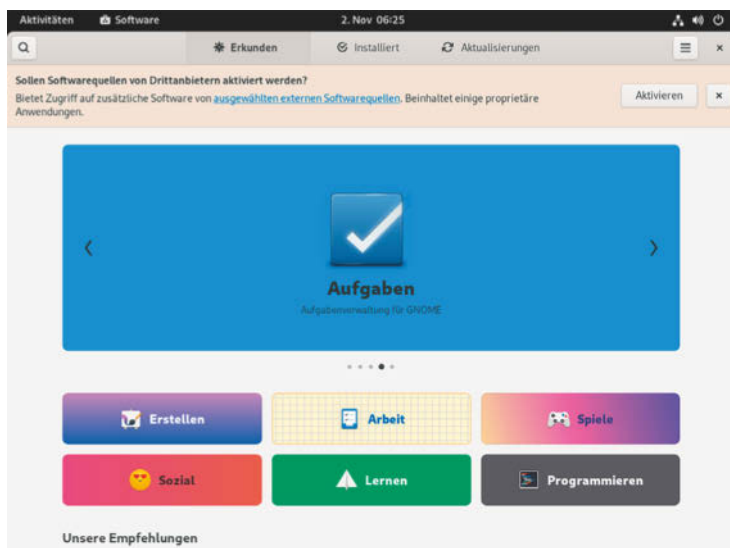 Aktivitäten Software 2. Nov 06:25
Erkunden Installiert Aktualisierungen
Sollen Softwarequellen von Drittanbietern aktiviert werden?
Bietet Zugriff auf zusätzliche Software von ausgewählten externen Softwarequellen. Beinhaltet einige proprietäre
Anwendungen.
Aktivieren
Aufgaben
Aufgabenverwaltung für GNOME
Erstellen Arbeit Spiele
Sozial Lernen Programmieren
Unsere Empfehlungen